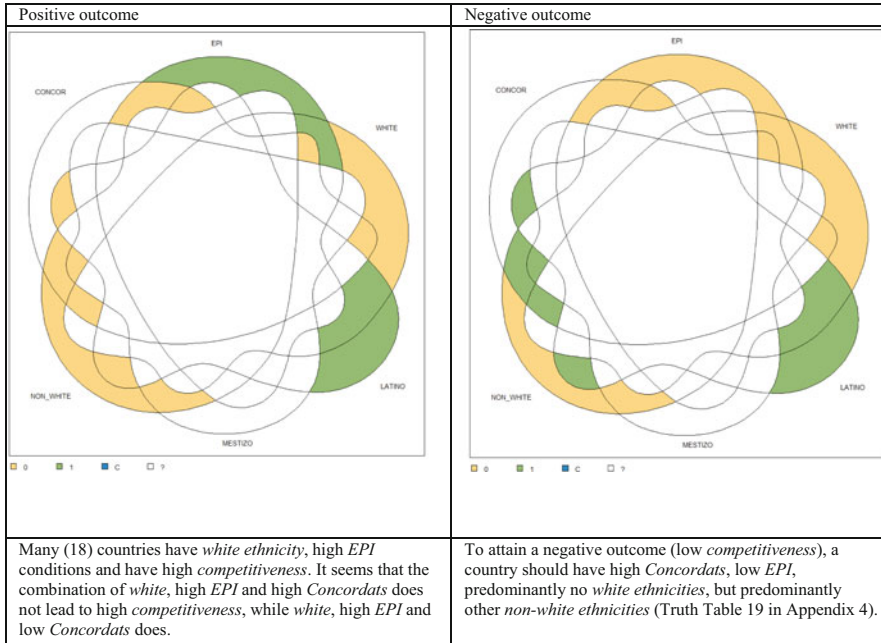 Positive outcome
Negative outcome
EPI
CONCOR
WHITE
LATINO
MESTIZO
NON_WHITE
0 1 C ?
EPI
CONCOR
WHITE
LATINO
MESTIZO
NON_WHITE
0 1 C ?
Many (18) countries have white ethnicity, high EPI
conditions and have high competitiveness. It seems that the
combination of white, high EPI and high Concordats does
not lead to high competitiveness, while white, high EPI and
low Concordats does.
To attain a negative outcome (low competitiveness), a
country should have high Concordats, low EPI,
predominantly no white ethnicities, but predominantly
other non-white ethnicities (Truth Table 19 in Appendix 4).